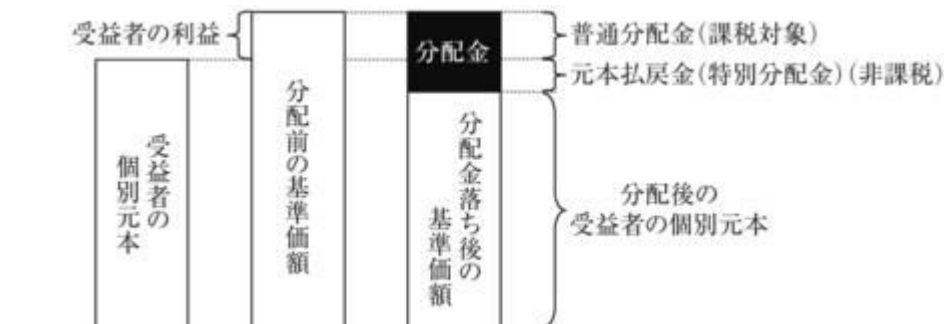 受益者の利益
分配金
普通分配金(課税対象)
元本払戻金(特別分配金)(非課税)
受益者の
個別元本
分配前の基準価額
分配金落ち後の
基準価額
分配後の
受益者の個別元本